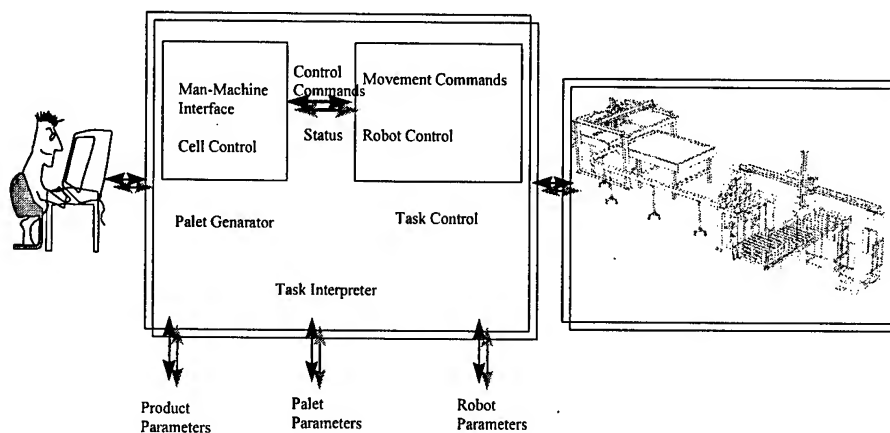 Man-Machine
Interface
Cell Control
Control
Commands
Status
Movement Commands
Robot Control
Palet Genarator
Task Control
Task Interpreter
Product
Parameters
Palet
Parameters
Robot
Parameters